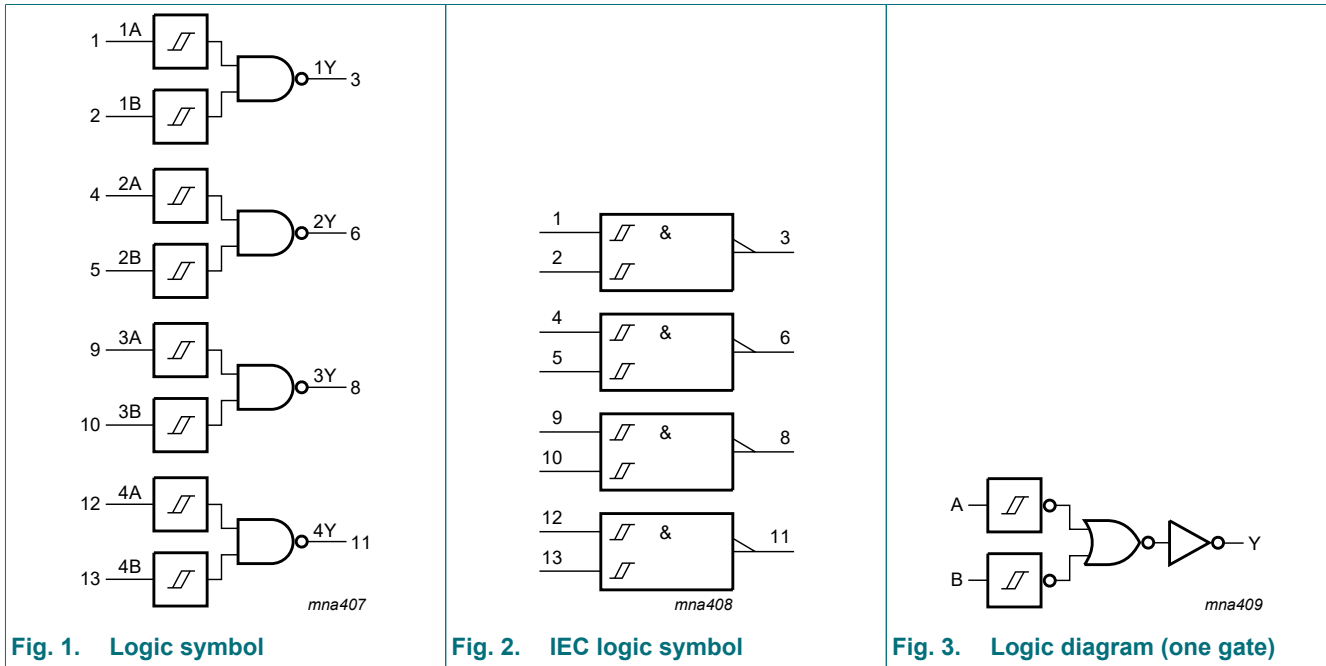 1A
1
1Y
3
1B
2
2A
4
2Y
6
2B
5
3A
9
3Y
8
3B
10
4A
12
4Y
11
4B
13
mna407
Fig. 1. Logic symbol
1
&
3
2
4
&
6
5
9
&
8
10
12
&
11
13
mna408
Fig. 2. IEC logic symbol
A
Y
B
mna409
Fig. 3. Logic diagram (one gate)